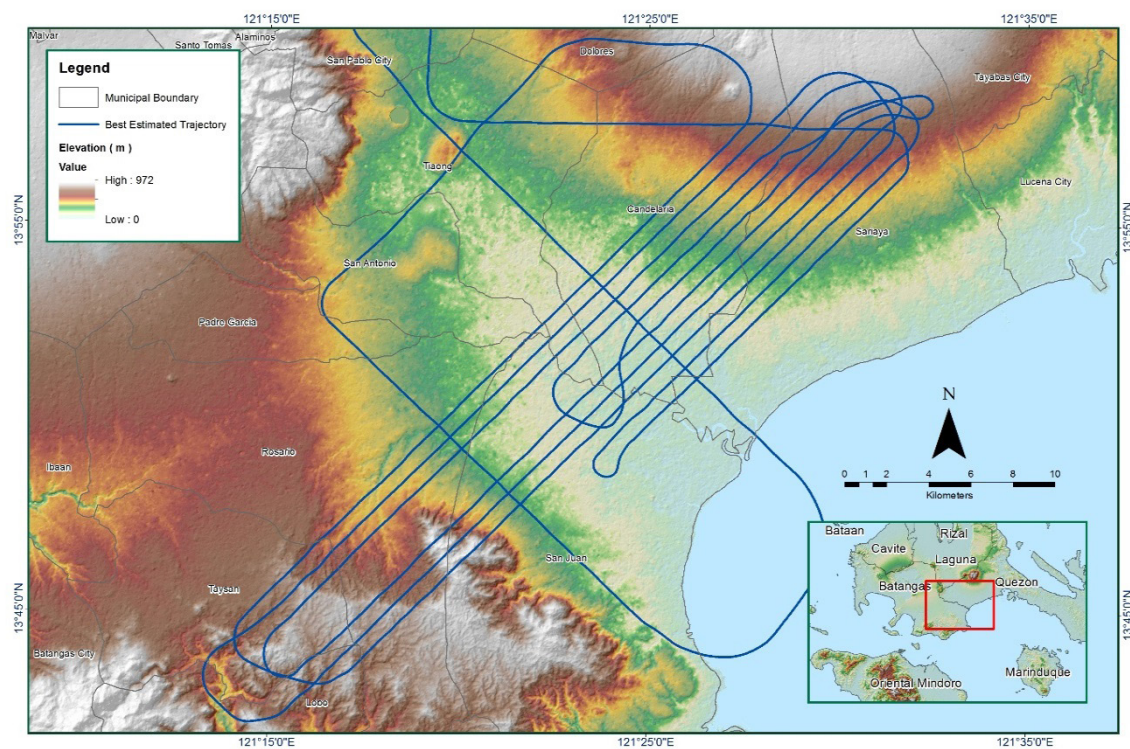 121°15'0"E
121°25'0"E
121°35'0"E
Malvar
Alaminos
Santo Tomas
San Pablo City
Dolores
Tayabas City
Legend
Municipal Boundary
Best Estimated Trajectory
Elevation ( m )
Value
High : 972
Low : 0
Tiaong
Lucena City
Candelaria
13°55'0"N
13°55'0"N
Sariaya
San Antonio
Padre Garcia
N
Rosario
Ibaan
0 1 2 4 6 8 10
Kilometers
San Juan
Taysan
Batangas City
Lobo
13°45'0"N
13°45'0"N
Bataan
Rizal
Cavite
Laguna
Batangas
Quezon
Marinduque
Oriental Mindoro
121°15'0"E
121°25'0"E
121°35'0"E